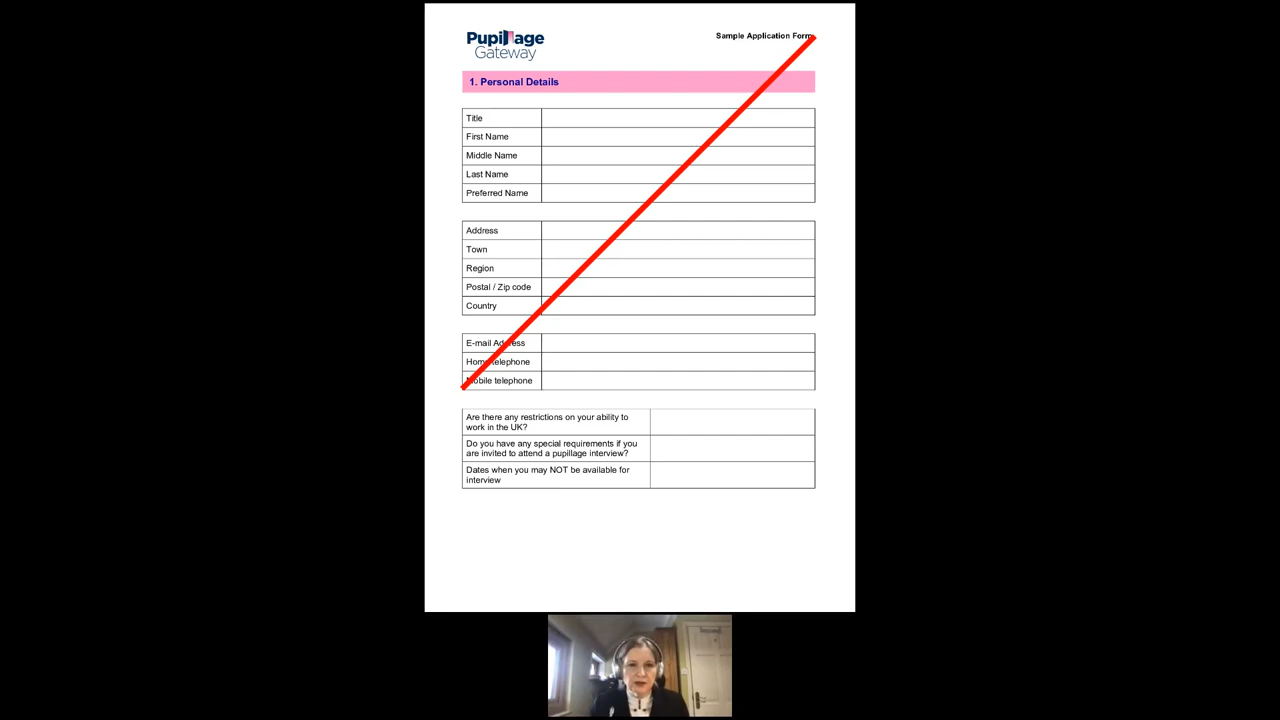 Pupillage
Gateway
Sample Application Form
1. Personal Details
Title
First Name
Middle Name
Last Name
Preferred Name
Address
Town
Region
Postal / Zip code
Country
E-mail Address
Home telephone
Mobile telephone
Are there any restrictions on your ability to
work in the UK?
Do you have any special requirements if you
are invited to attend a pupillage interview?
Dates when you may NOT be available for
interview